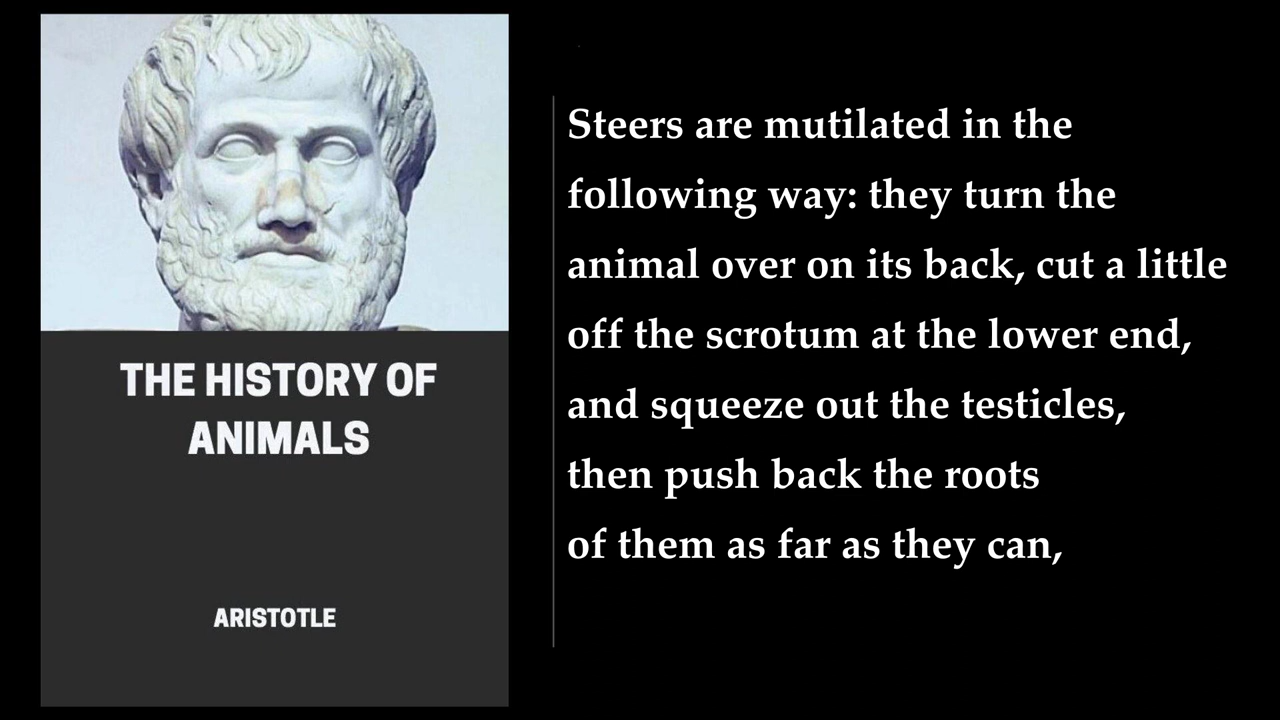 THE HISTORY OF
ANIMALS
ARISTOTLE
Steers are mutilated in the
following way: they turn the
animal over on its back, cut a little
off the scrotum at the lower end,
and squeeze out the testicles,
then push back the roots
of them as far as they can,